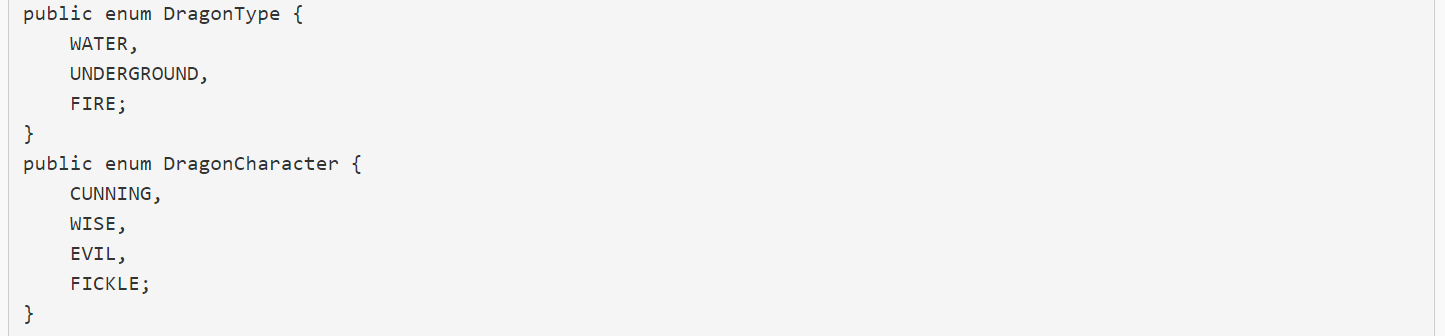 public enum DragonType {
    WATER,
    UNDERGROUND,
    FIRE;
}
public enum DragonCharacter {
    CUNNING,
    WISE,
    EVIL,
    FICKLE;
}